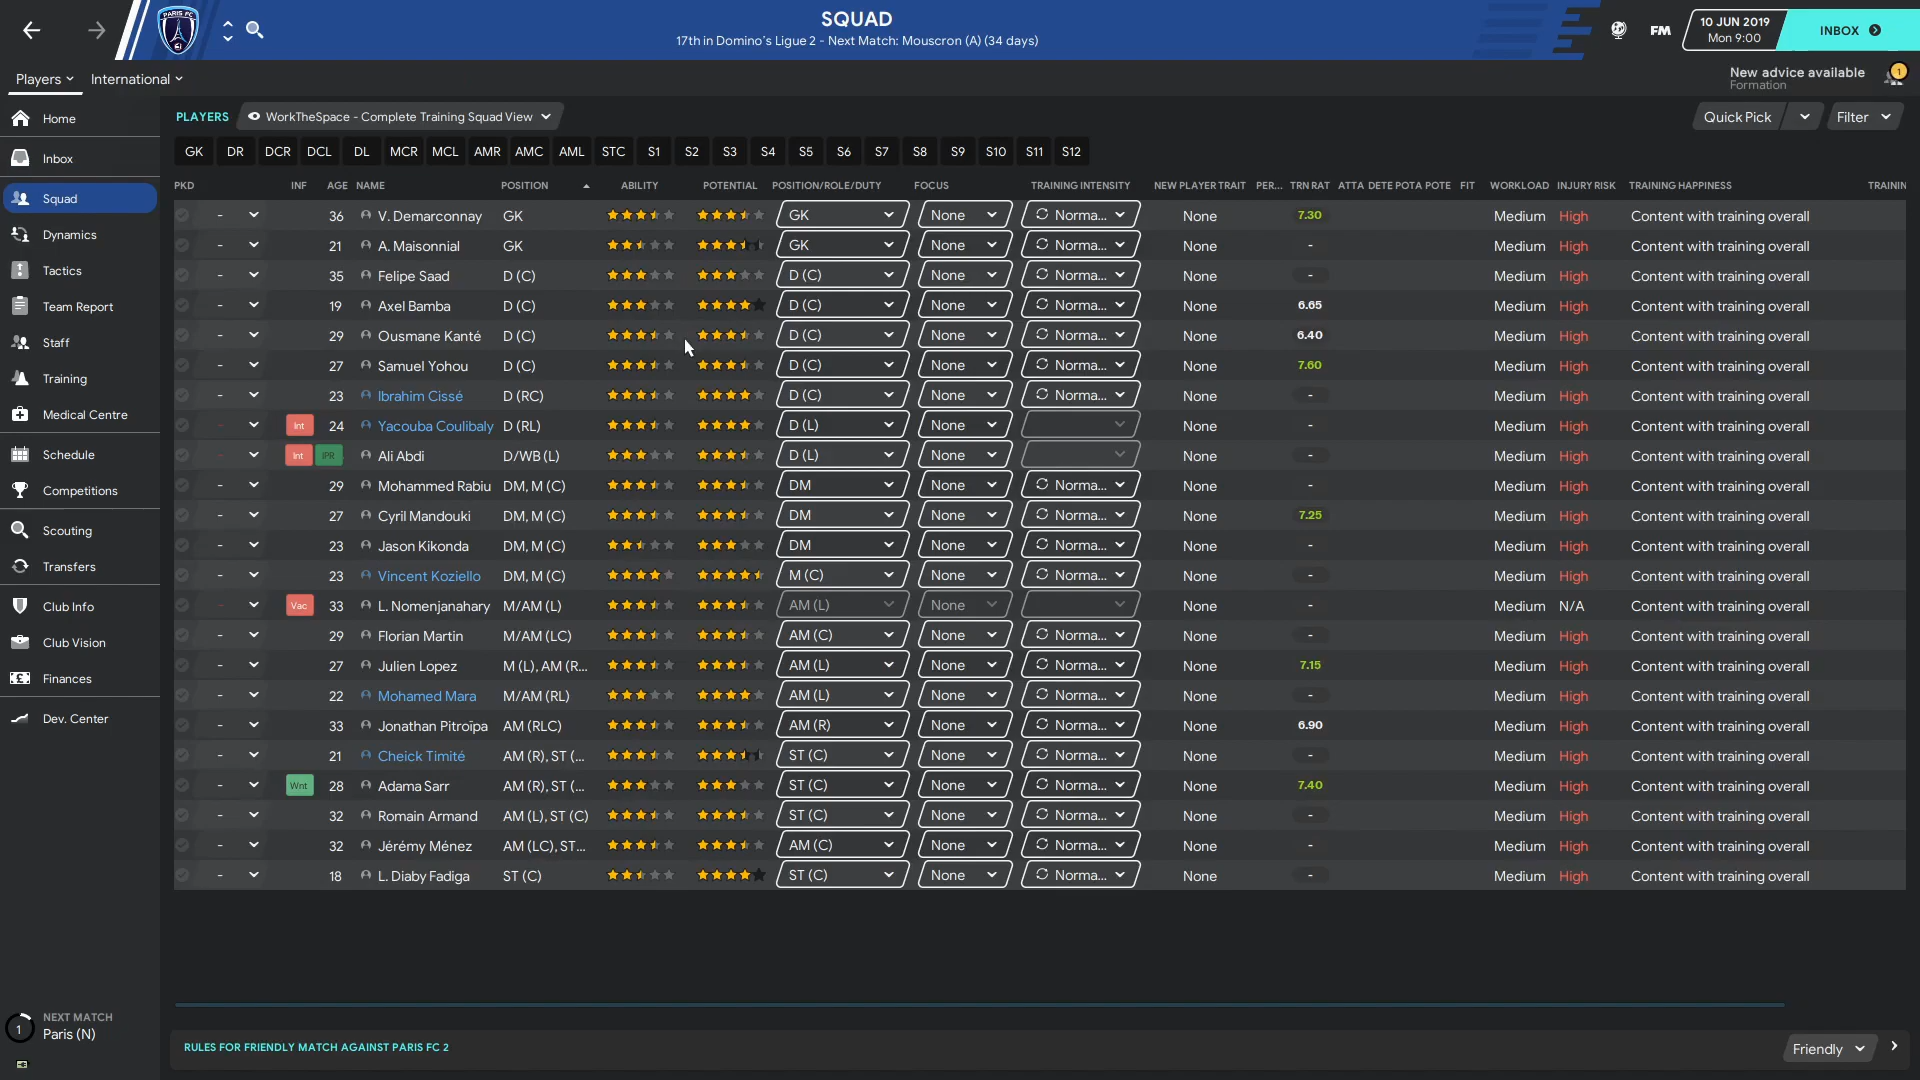 PARIS FC
SQUAD
17th in Domino's Ligue 2 - Next Match: Mouscron (A) (34 days)
FM
10 JUN 2019
Mon 9:00
INBOX
Players
International
New advice available
Formation
1
Home
Inbox
Squad
Dynamics
Tactics
Team Report
Staff
Training
Medical Centre
Schedule
Competitions
Scouting
Transfers
Club Info
Club Vision
Finances
Dev. Center
NEXT MATCH
1 Paris (N)
PLAYERS WorkTheSpace - Complete Training Squad View Quick Pick Filter
GK DR DCR DCL DL MCR MCL AMR AMC AML STC S1 S2 S3 S4 S5 S6 S7 S8 S9 S10 S11 S12
PKD INF AGE NAME POSITION ABILITY POTENTIAL POSITION/ROLE/DUTY FOCUS TRAINING INTENSITY NEW PLAYER TRAIT PER... TRN RAT ATTA DETE POTA POTE FIT WORKLOAD INJURY RISK TRAINING HAPPINESS TRAININ
- 36 V. Demarconnay GK GK None Norma... None 7.30 Medium High Content with training overall
- 21 A. Maisonnial GK GK None Norma... None - Medium High Content with training overall
- 35 Felipe Saad D (C) D (C) None Norma... None - Medium High Content with training overall
- 19 Axel Bamba D (C) D (C) None Norma... None 6.65 Medium High Content with training overall
- 29 Ousmane Kanté D (C) D (C) None Norma... None 6.40 Medium High Content with training overall
- 27 Samuel Yohou D (C) D (C) None Norma... None 7.60 Medium High Content with training overall
- 23 Ibrahim Cissé D (RC) D (C) None Norma... None - Medium High Content with training overall
- Int 24 Yacouba Coulibaly D (RL) D (L) None None - Medium High Content with training overall
- Int IPR Ali Abdi D/WB (L) D (L) None None - Medium High Content with training overall
- 29 Mohammed Rabiu DM, M (C) DM None Norma... None - Medium High Content with training overall
- 27 Cyril Mandouki DM, M (C) DM None Norma... None 7.25 Medium High Content with training overall
- 23 Jason Kikonda DM, M (C) DM None Norma... None - Medium High Content with training overall
- 23 Vincent Koziello DM, M (C) M (C) None Norma... None - Medium High Content with training overall
- Vac 33 L. Nomenjanahary M/AM (L) AM (L) None None - Medium N/A Content with training overall
- 29 Florian Martin M/AM (LC) AM (C) None Norma... None - Medium High Content with training overall
- 27 Julien Lopez M (L), AM (R... AM (L) None Norma... None 7.15 Medium High Content with training overall
- 22 Mohamed Mara M/AM (RL) AM (L) None Norma... None - Medium High Content with training overall
- 33 Jonathan Pitroïpa AM (RLC) AM (R) None Norma... None 6.90 Medium High Content with training overall
- 21 Cheick Timité AM (R), ST (... ST (C) None Norma... None - Medium High Content with training overall
- Wnt 28 Adama Sarr AM (R), ST (... ST (C) None Norma... None 7.40 Medium High Content with training overall
- 32 Romain Armand AM (L), ST (C) ST (C) None Norma... None - Medium High Content with training overall
- 32 Jérémy Ménez AM (LC), ST... AM (C) None Norma... None - Medium High Content with training overall
- 18 L. Diaby Fadiga ST (C) ST (C) None Norma... None - Medium High Content with training overall
RULES FOR FRIENDLY MATCH AGAINST PARIS FC 2 Friendly